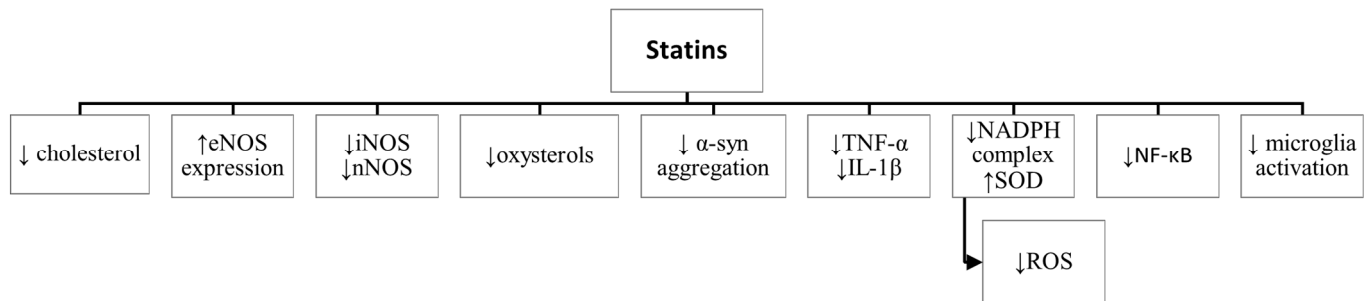 Statins
↓ cholesterol
↑eNOS
expression
↓iNOS
↓nNOS
↓oxysterols
↓ α-syn
aggregation
↓TNF-α
↓IL-1β
↓NADPH
complex
↑SOD
↓NF-κB
↓ microglia
activation
↓ROS